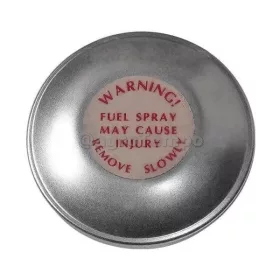 WARNING!
FUEL SPRAY
MAY CAUSE
INJURY
REMOVE SLOWLY